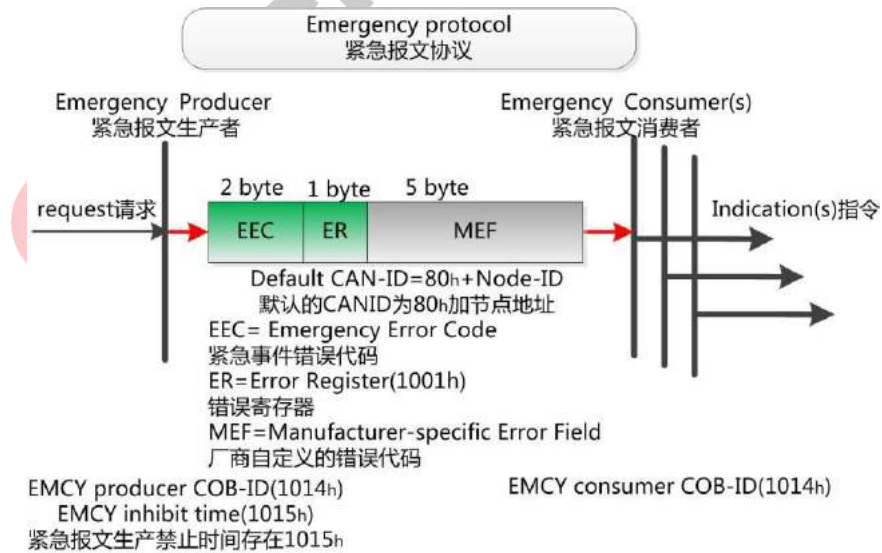 Emergency protocol
紧急报文协议
Emergency Producer
紧急报文生产者
Emergency Consumer(s)
紧急报文消费者
2 byte 1 byte 5 byte
request请求
EEC ER MEF
Indication(s)指令
Default CAN-ID=80h+Node-ID
默认的CANID为80h加节点地址
EEC= Emergency Error Code
紧急事件错误代码
ER=Error Register(1001h)
错误寄存器
MEF=Manufacturer-specific Error Field
厂商自定义的错误代码
EMCY producer COB-ID(1014h)
EMCY inhibit time(1015h)
紧急报文生产禁止时间存在1015h
EMCY consumer COB-ID(1014h)